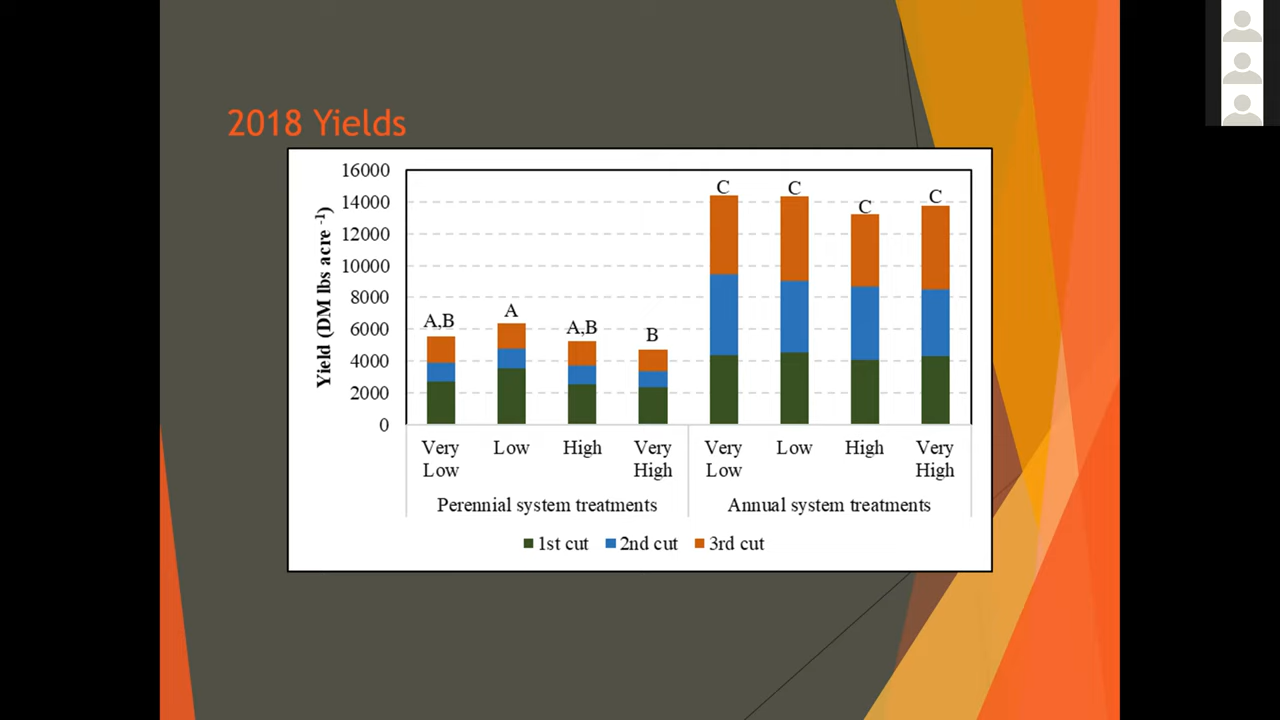 2018 Yields
Yield (DM lbs acre ⁻¹)
16000
14000
12000
10000
8000
6000
4000
2000
0
A,B
A
A,B
B
C
C
C
C
Very Low
Low
High
Very High
Very Low
Low
High
Very High
Perennial system treatments
Annual system treatments
1st cut 2nd cut 3rd cut